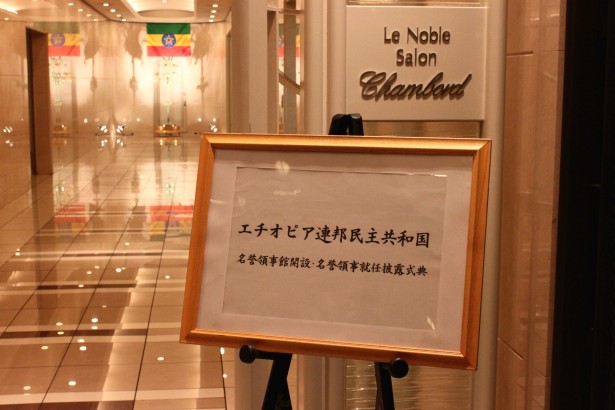 Le Noble
Salon
Chambord
エチオピア連邦民主共和国
名誉領事館開設・名誉領事就任披露式典